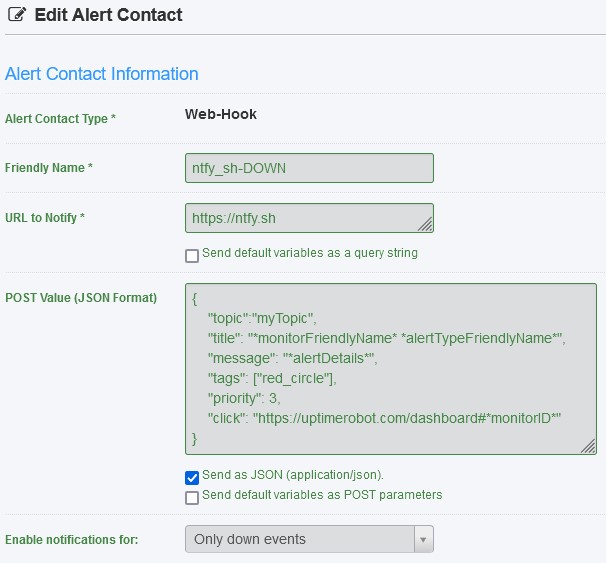 Edit Alert Contact
Alert Contact Information
Alert Contact Type *
Web-Hook
Friendly Name *
ntfy_sh-DOWN
URL to Notify *
https://ntfy.sh
Send default variables as a query string
POST Value (JSON Format)
{
"topic":"myTopic",
"title": "*monitorFriendlyName* *alertTypeFriendlyName*",
"message": "*alertDetails*",
"tags": ["red_circle"],
"priority": 3,
"click": "https://uptimerobot.com/dashboard#*monitorID*"
}
Send as JSON (application/json).
Send default variables as POST parameters
Enable notifications for:
Only down events